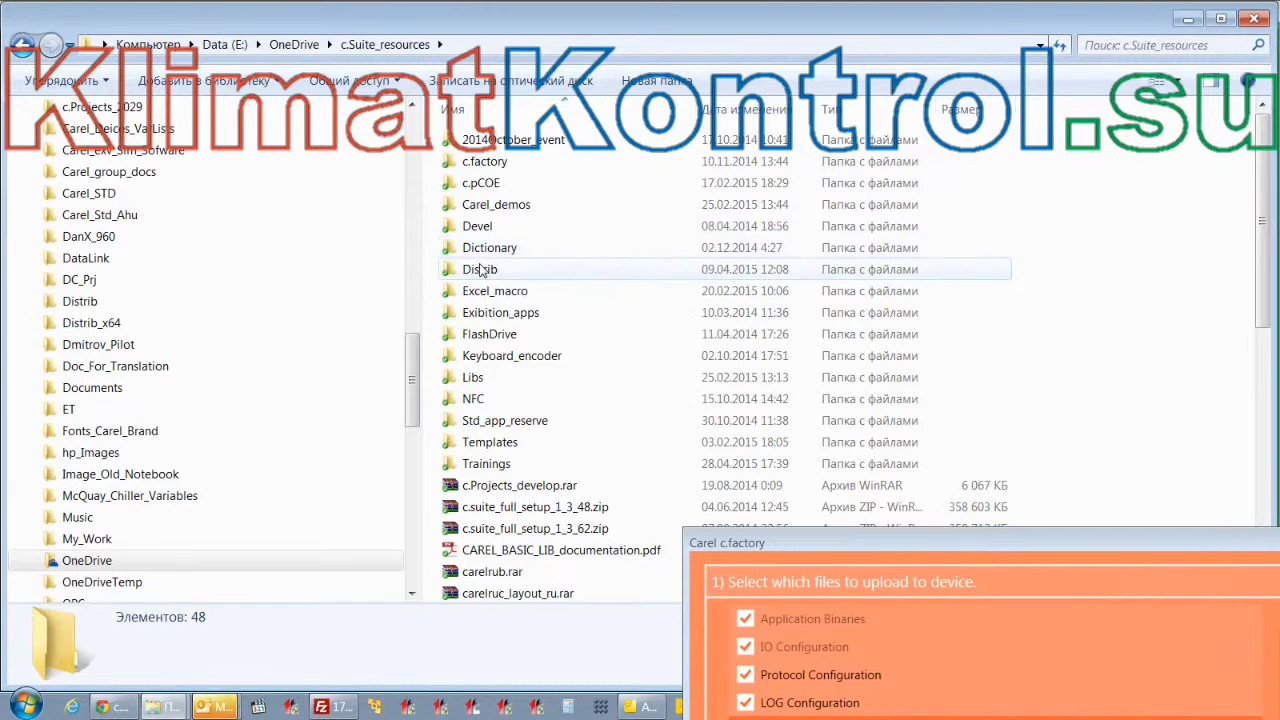 Компьютер ▸ Data (E:) ▸ OneDrive ▸ c.Suite_resources ▸
Поиск: c.Suite_resources
KlimatKontrol.su
Упорядочить Добавить в библиотеку Общий доступ Записать на оптический диск Новая папка
c.Projects_2029
Carel_Deices_VarLists
Carel_exv_Sim_Sofware
Carel_group_docs
Carel_STD
Carel_Std_Ahu
DanX_960
DataLink
DC_Prj
Distrib
Distrib_x64
Dmitrov_Pilot
Doc_For_Translation
Documents
ET
Fonts_Carel_Brand
hp_Images
Image_Old_Notebook
McQuay_Chiller_Variables
Music
My_Work
OneDrive
OneDriveTemp
Имя Дата изменения Тип Размер
2014October_event 17.10.2014 10:41 Папка с файлами
c.factory 10.11.2014 13:44 Папка с файлами
c.pCOE 17.02.2015 18:29 Папка с файлами
Carel_demos 25.02.2015 13:44 Папка с файлами
Devel 08.04.2014 18:56 Папка с файлами
Dictionary 02.12.2014 4:27 Папка с файлами
Distrib 09.04.2015 12:08 Папка с файлами
Excel_macro 20.02.2015 10:06 Папка с файлами
Exibition_apps 10.03.2014 11:36 Папка с файлами
FlashDrive 11.04.2014 17:26 Папка с файлами
Keyboard_encoder 02.10.2014 17:51 Папка с файлами
Libs 25.02.2015 13:13 Папка с файлами
NFC 15.10.2014 14:42 Папка с файлами
Std_app_reserve 30.10.2014 11:38 Папка с файлами
Templates 03.02.2015 18:05 Папка с файлами
Trainings 28.04.2015 17:39 Папка с файлами
c.Projects_develop.rar 19.08.2014 0:09 Архив WinRAR 6 067 КБ
c.suite_full_setup_1_3_48.zip 04.06.2014 12:45 Архив ZIP - WinR... 358 603 КБ
c.suite_full_setup_1_3_62.zip
CAREL_BASIC_LIB_documentation.pdf
carelrub.rar
carelruc_layout_ru.rar
Элементов: 48
Carel c.factory
1) Select which files to upload to device.
Application Binaries
IO Configuration
Protocol Configuration
LOG Configuration
c...
П...
M...
17...
A...